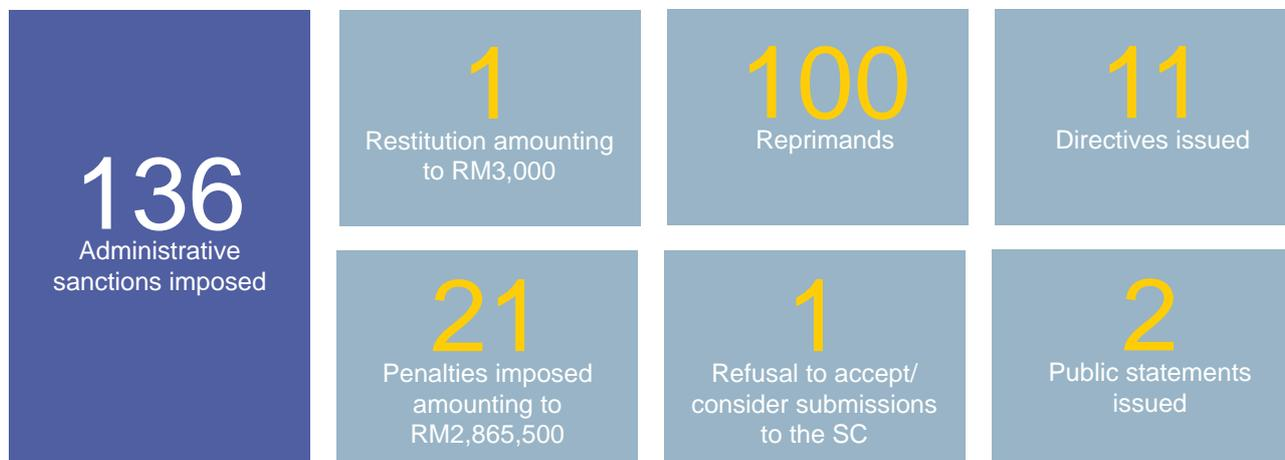 136
Administrative
sanctions imposed
1
Restitution amounting
to RM3,000
100
Reprimands
11
Directives issued
21
Penalties imposed
amounting to
RM2,865,500
1
Refusal to accept/
consider submissions
to the SC
2
Public statements
issued